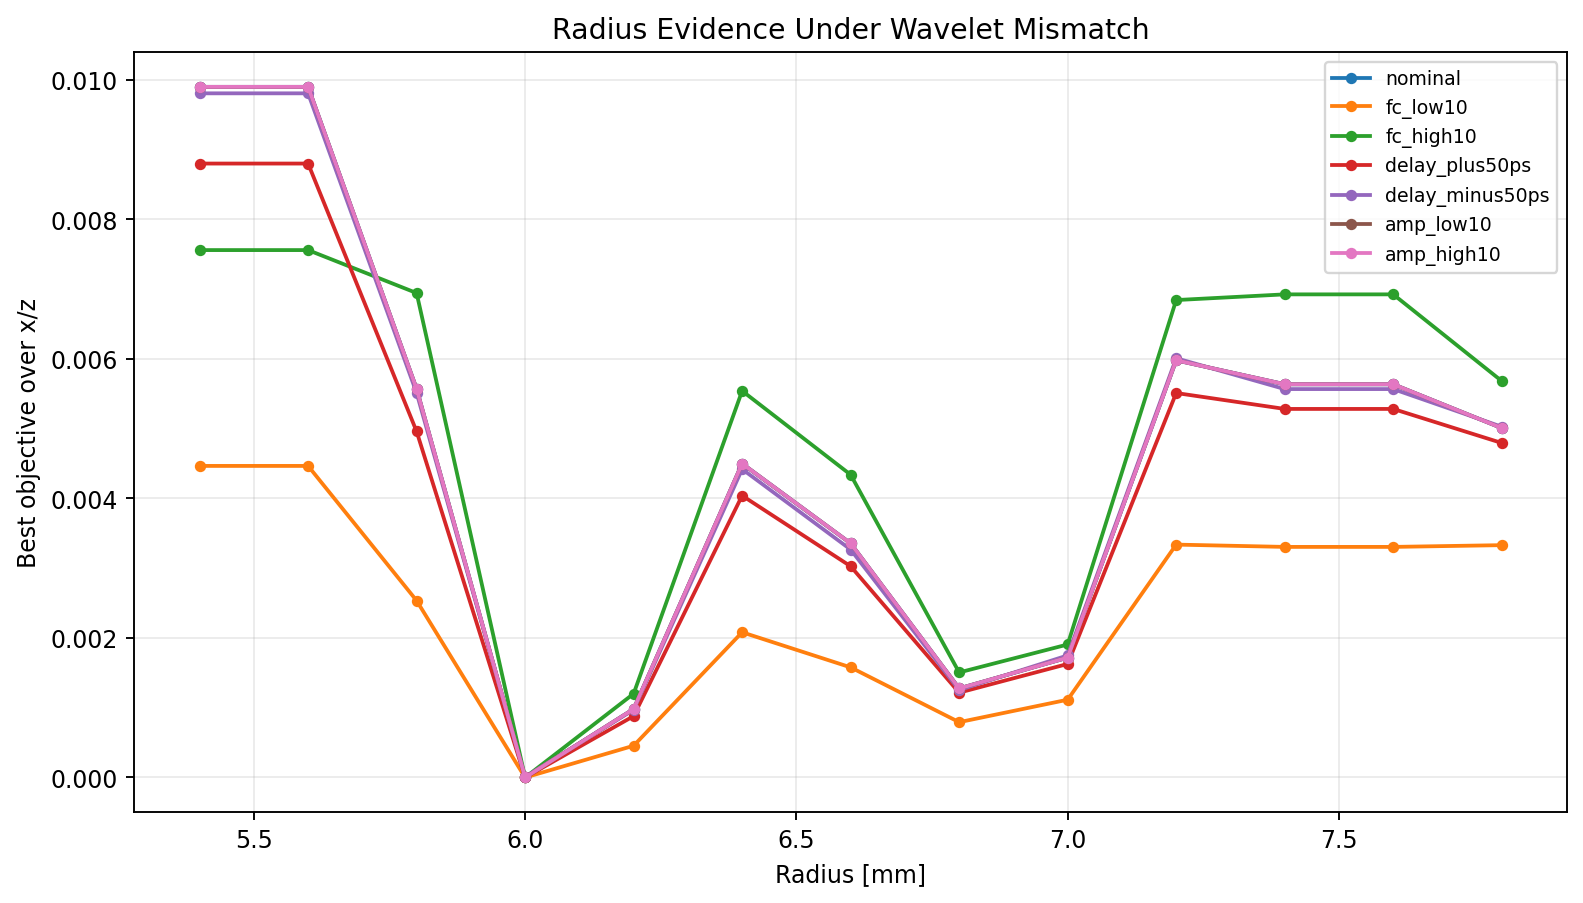 Radius Evidence Under Wavelet Mismatch
Best objective over x/z
0.010
0.008
0.006
0.004
0.002
0.000
5.5
6.0
6.5
7.0
7.5
Radius [mm]
nominal
fc_low10
fc_high10
delay_plus50ps
delay_minus50ps
amp_low10
amp_high10